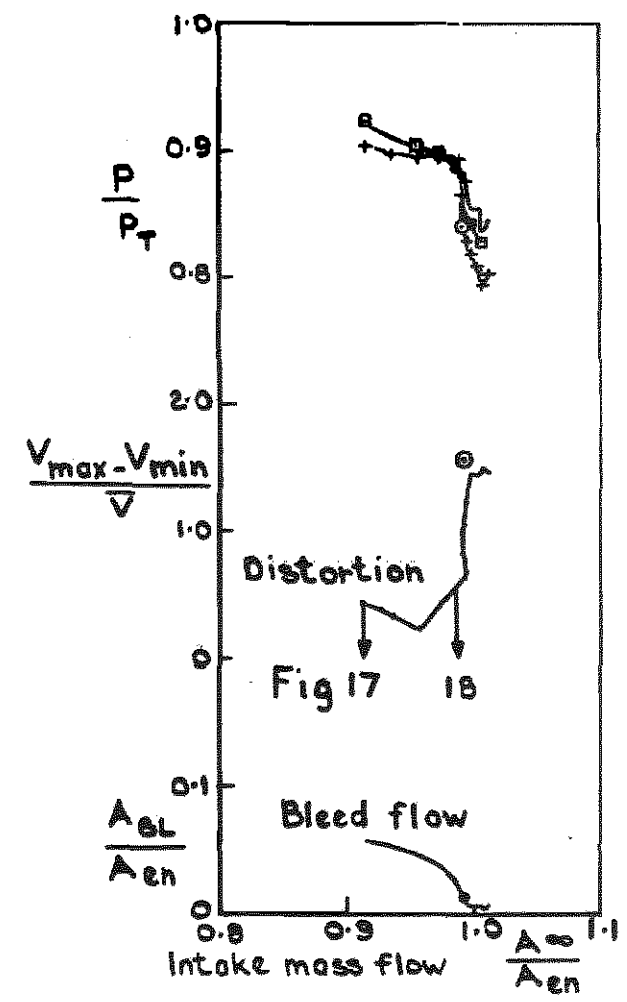 1.0
0.9
P
P_T
0.8
2.0
V_max - V_min
V̅
1.0
Distortion
0
Fig 17 18
0.1
A_BL
A_en
Bleed flow
0
0.8 0.9 1.0 1.1
Intake mass flow A∞
A_en